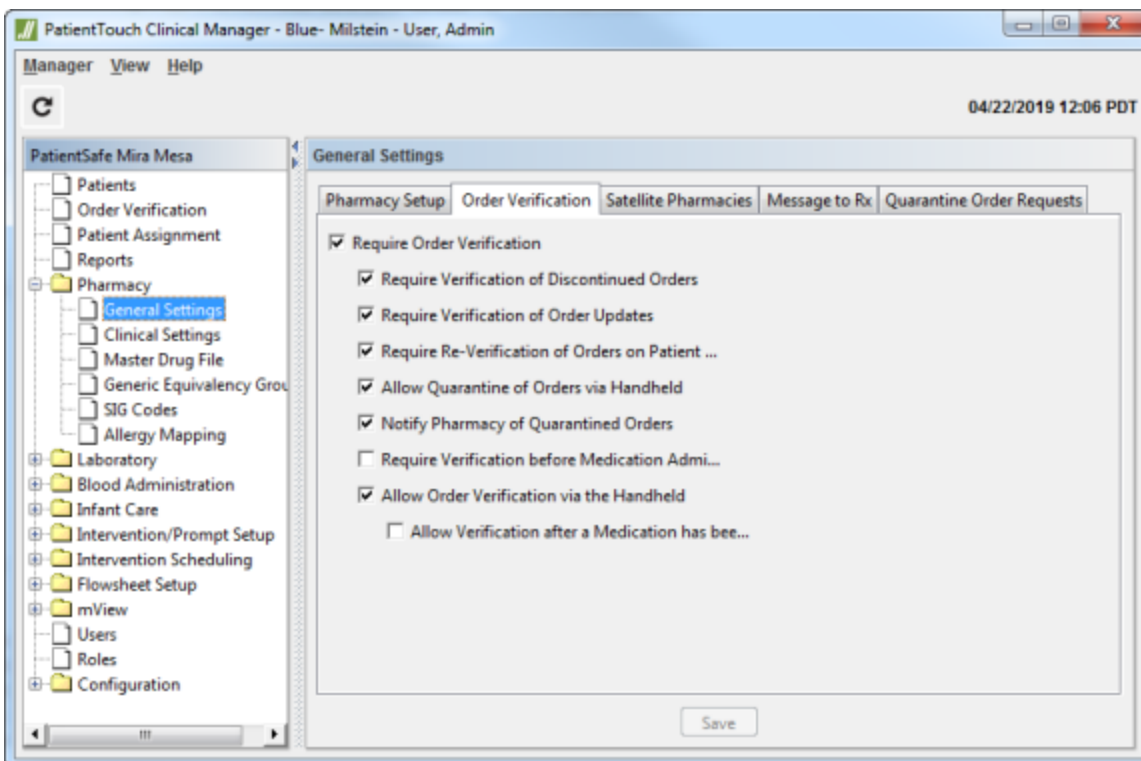 PatientTouch Clinical Manager - Blue- Milstein - User, Admin
Manager View Help
04/22/2019 12:06 PDT
PatientSafe Mira Mesa
Patients
Order Verification
Patient Assignment
Reports
Pharmacy
General Settings
Clinical Settings
Master Drug File
Generic Equivalency Grou
SIG Codes
Allergy Mapping
Laboratory
Blood Administration
Infant Care
Intervention/Prompt Setup
Intervention Scheduling
Flowsheet Setup
mView
Users
Roles
Configuration
General Settings
Pharmacy Setup Order Verification Satellite Pharmacies Message to Rx Quarantine Order Requests
Require Order Verification
Require Verification of Discontinued Orders
Require Verification of Order Updates
Require Re-Verification of Orders on Patient ...
Allow Quarantine of Orders via Handheld
Notify Pharmacy of Quarantined Orders
Require Verification before Medication Admi...
Allow Order Verification via the Handheld
Allow Verification after a Medication has bee...
Save